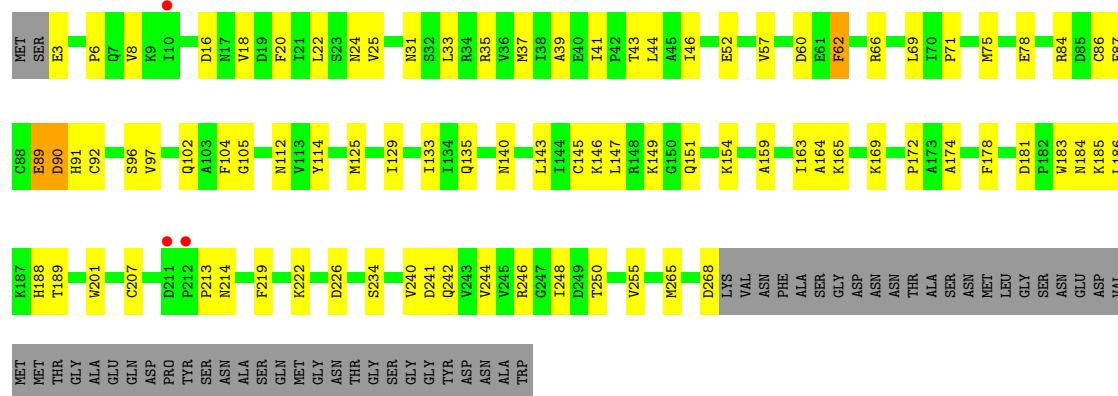 MET SER E3 P6 Q7 V8 K9 I10 D16 N17 V18 D19 F20 I21 L22 S23 N24 V25 N31 S32 L33 R34 R35 V36 M37 I38 A39 E40 I41 P42 T43 L44 A45 I46 E52 V57 D60 E61 F62 R66 L69 I70 P71 M75 E78 R84 D85 C86 E87
C88 E89 D90 H91 C92 S96 V97 Q102 A103 F104 G105 N112 V113 Y114 M125 I129 I133 I134 Q135 N140 L143 I144 C145 K146 L147 R148 K149 G150 Q151 K154 A159 I163 A164 K165 K169 P172 A173 A174 F178 D181 P182 W183 N184 K185 L186
K187 H188 T189 W201 C207 D211 P212 P213 N214 F219 K222 D226 S234 V240 D241 Q242 V243 V244 V245 R246 G247 I248 D249 T250 V255 M265 D268 LYS VAL ASN PHE ALA SER GLY ASP ASN ASN THR ALA SER ASN MET LEU GLY SER ASN GLU ASP VAL
MET MET THR GLY ALA GLU GLN ASP PRO TYR SER ASN ALA SER GLN MET GLY ASN THR GLY SER GLY GLY TYR ASP ASN ALA TRP